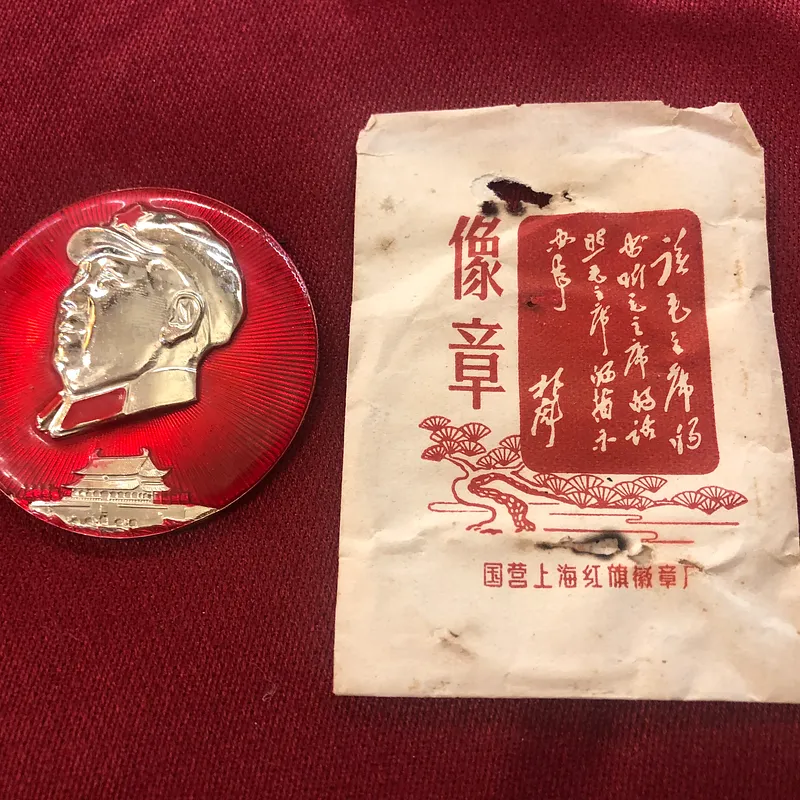 像章
读毛主席的
书听毛主席的话
照毛主席的指示
办事
林彪
国营上海红旗徽章厂